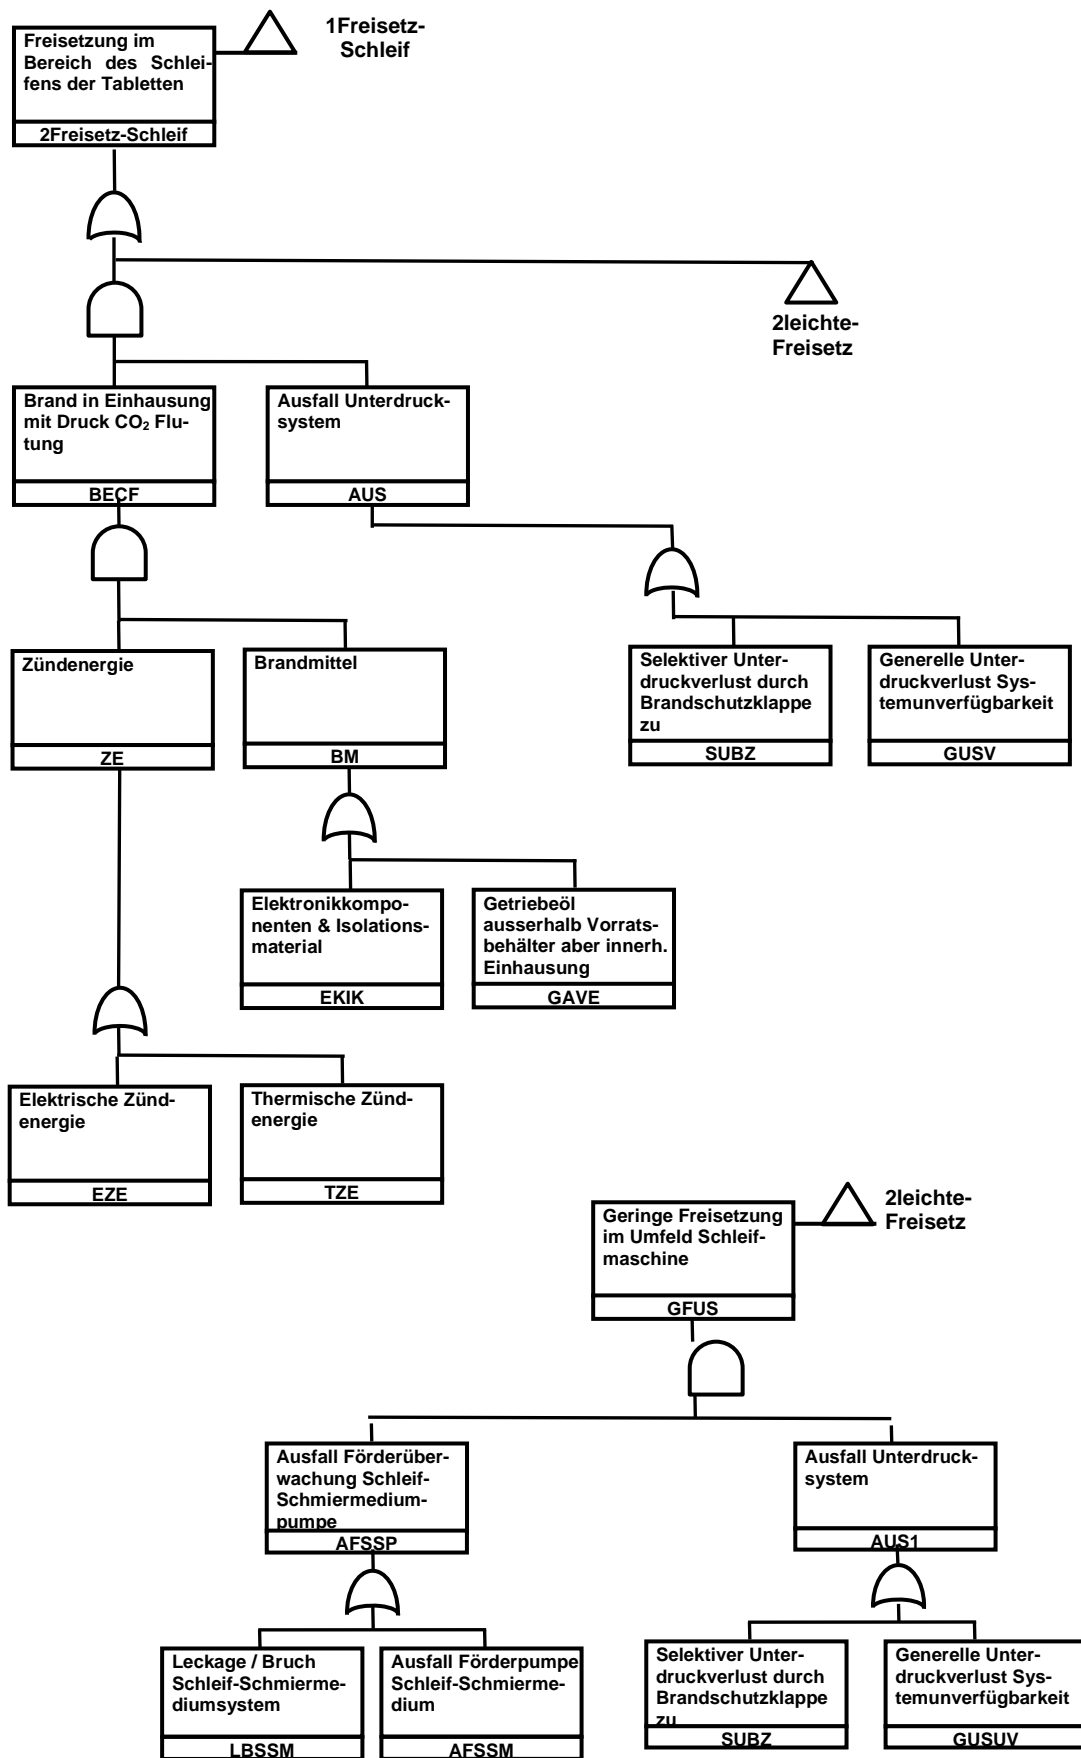 1Freisetz-
Schleif
Freisetzung im
Bereich des Schlei-
fens der Tabletten
2Freisetz-Schleif
2leichte-
Freisetz
Brand in Einhausung
mit Druck CO₂ Flu-
tung
BECF
Ausfall Unterdruck-
system
AUS
Zündenergie
ZE
Brandmittel
BM
Selektiver Unter-
druckverlust durch
Brandschutzklappe
zu
SUBZ
Generelle Unter-
druckverlust Sys-
temunverfügbarkeit
GUSV
Elektronikkompo-
nenten & Isolations-
material
EKIK
Getriebeöl
ausserhalb Vorrats-
behälter aber innerh.
Einhausung
GAVE
Elektrische Zünd-
energie
EZE
Thermische Zünd-
energie
TZE
2leichte-
Freisetz
Geringe Freisetzung
im Umfeld Schleif-
maschine
GFUS
Ausfall Förderüber-
wachung Schleif-
Schmiermedium-
pumpe
AFSSP
Ausfall Unterdruck-
system
AUS1
Leckage / Bruch
Schleif-Schmierme-
diumsystem
LBSSM
Ausfall Förderpumpe
Schleif-Schmierme-
dium
AFSSM
Selektiver Unter-
druckverlust durch
Brandschutzklappe
zu
SUBZ
Generelle Unter-
druckverlust Sys-
temunverfügbarkeit
GUSUV